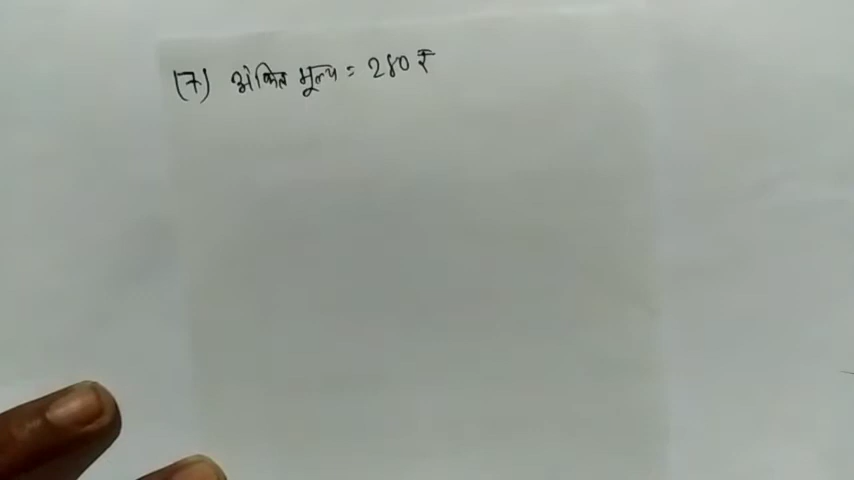 (7) अंकित मूल्य = 280 ₹